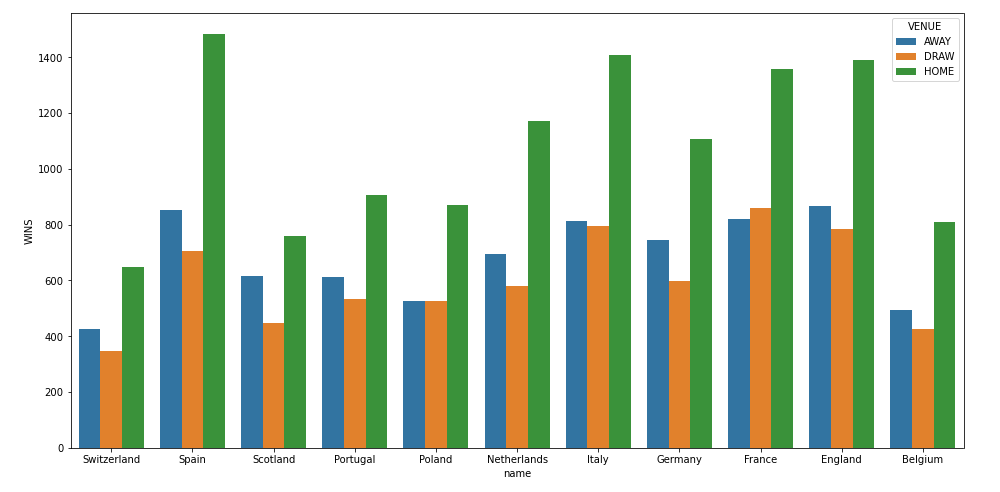 VENUE
AWAY
DRAW
HOME
WINS
1400
1200
1000
800
600
400
200
0
Switzerland Spain Scotland Portugal Poland Netherlands Italy Germany France England Belgium
name